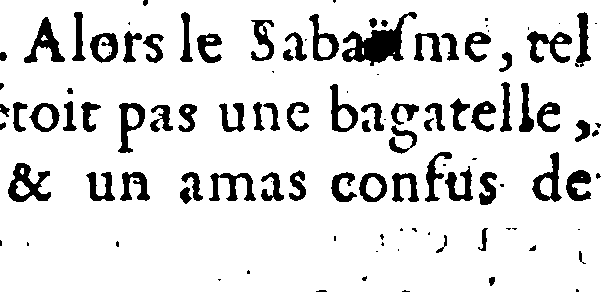 . Alors le Sabaïſme, tel
étoit pas une bagatelle,
& un amas confus de